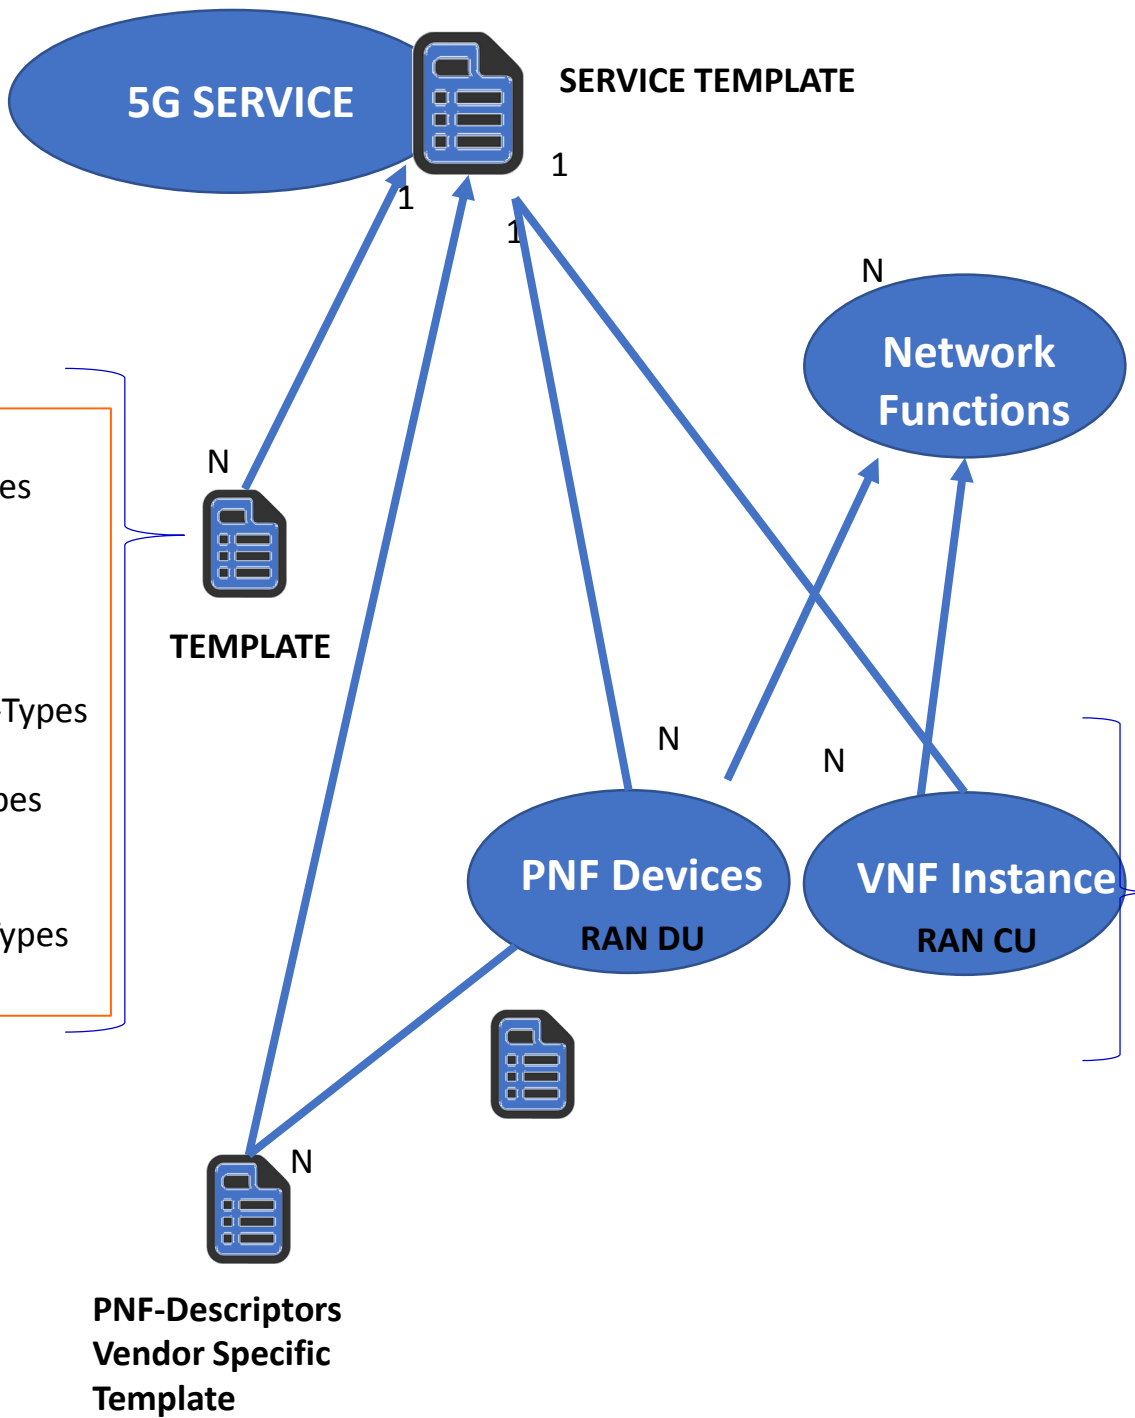 5G SERVICE
SERVICE TEMPLATE
1
1
1
N
Network
Functions
N
es
TEMPLATE
-Types
N
N
pes
PNF Devices
VNF Instance
RAN DU
RAN CU
Types
N
PNF-Descriptors
Vendor Specific
Template